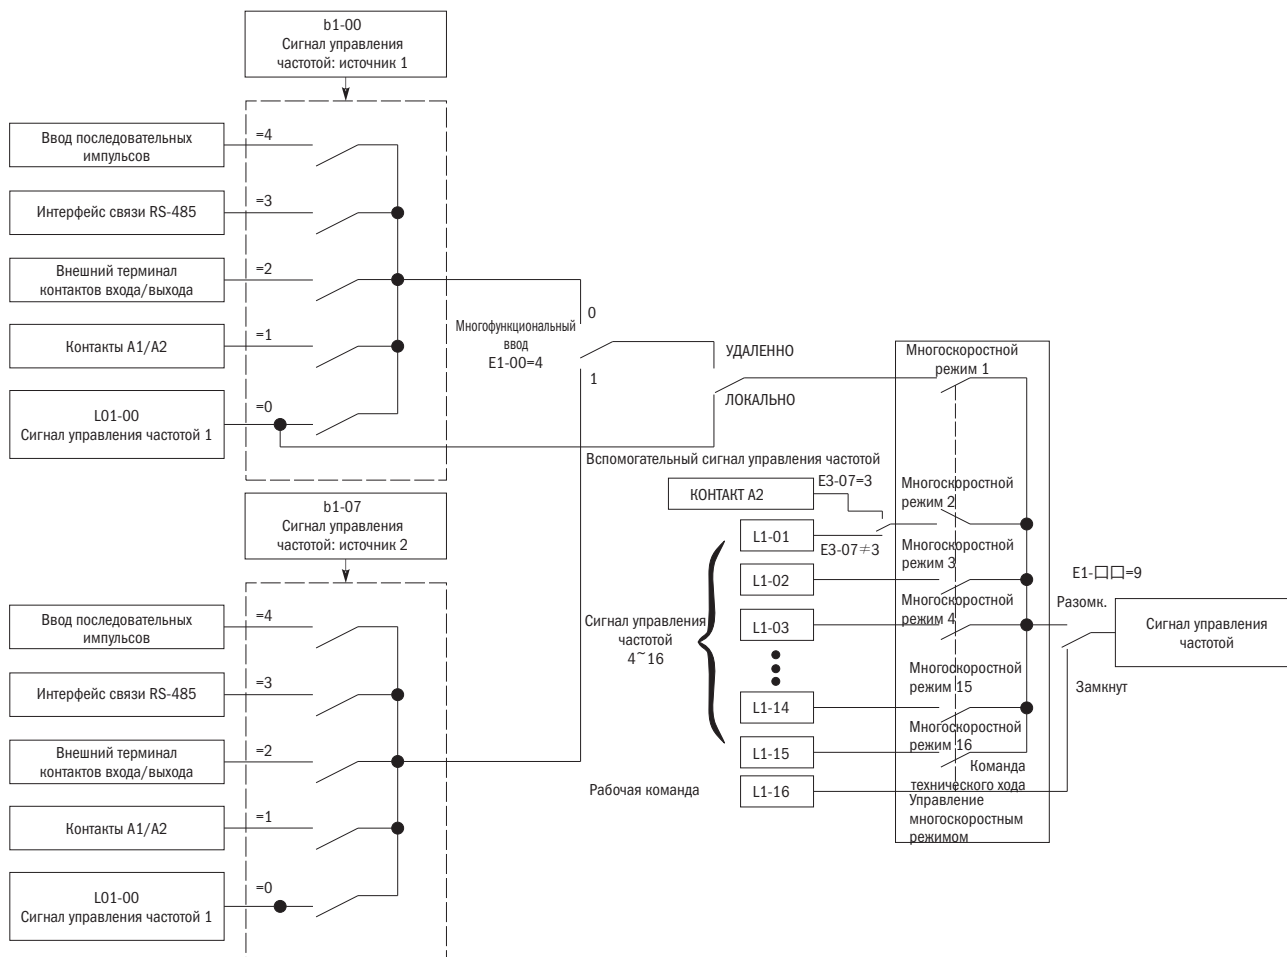 b1-00
Сигнал управления
частотой: источник 1
Ввод последовательных
импульсов
=4
Интерфейс связи RS-485
=3
Внешний терминал
контактов входа/выхода
=2
Контакты А1/А2
=1
L01-00
Сигнал управления частотой 1
=0
Многофункциональный
ввод
E1-00=4
0
1
УДАЛЕННО
ЛОКАЛЬНО
Многоскоростной
режим 1
Вспомогательный сигнал управления частотой
КОНТАКТ А2
E3-07=3
E3-07≠3
Многоскоростной
режим 2
L1-01
Многоскоростной
режим 3
L1-02
Многоскоростной
режим 4
L1-03
Сигнал управления
частотой
4~16
Многоскоростной
режим 15
L1-14
Многоскоростной
режим 16
L1-15
Команда
технического хода
Рабочая команда
L1-16
Управление
многоскоростным
режимом
E1-□□=9
Разомк.
Замкнут
Сигнал управления
частотой
b1-07
Сигнал управления
частотой: источник 2
Ввод последовательных
импульсов
=4
Интерфейс связи RS-485
=3
Внешний терминал
контактов входа/выхода
=2
Контакты А1/А2
=1
L01-00
Сигнал управления частотой 1
=0